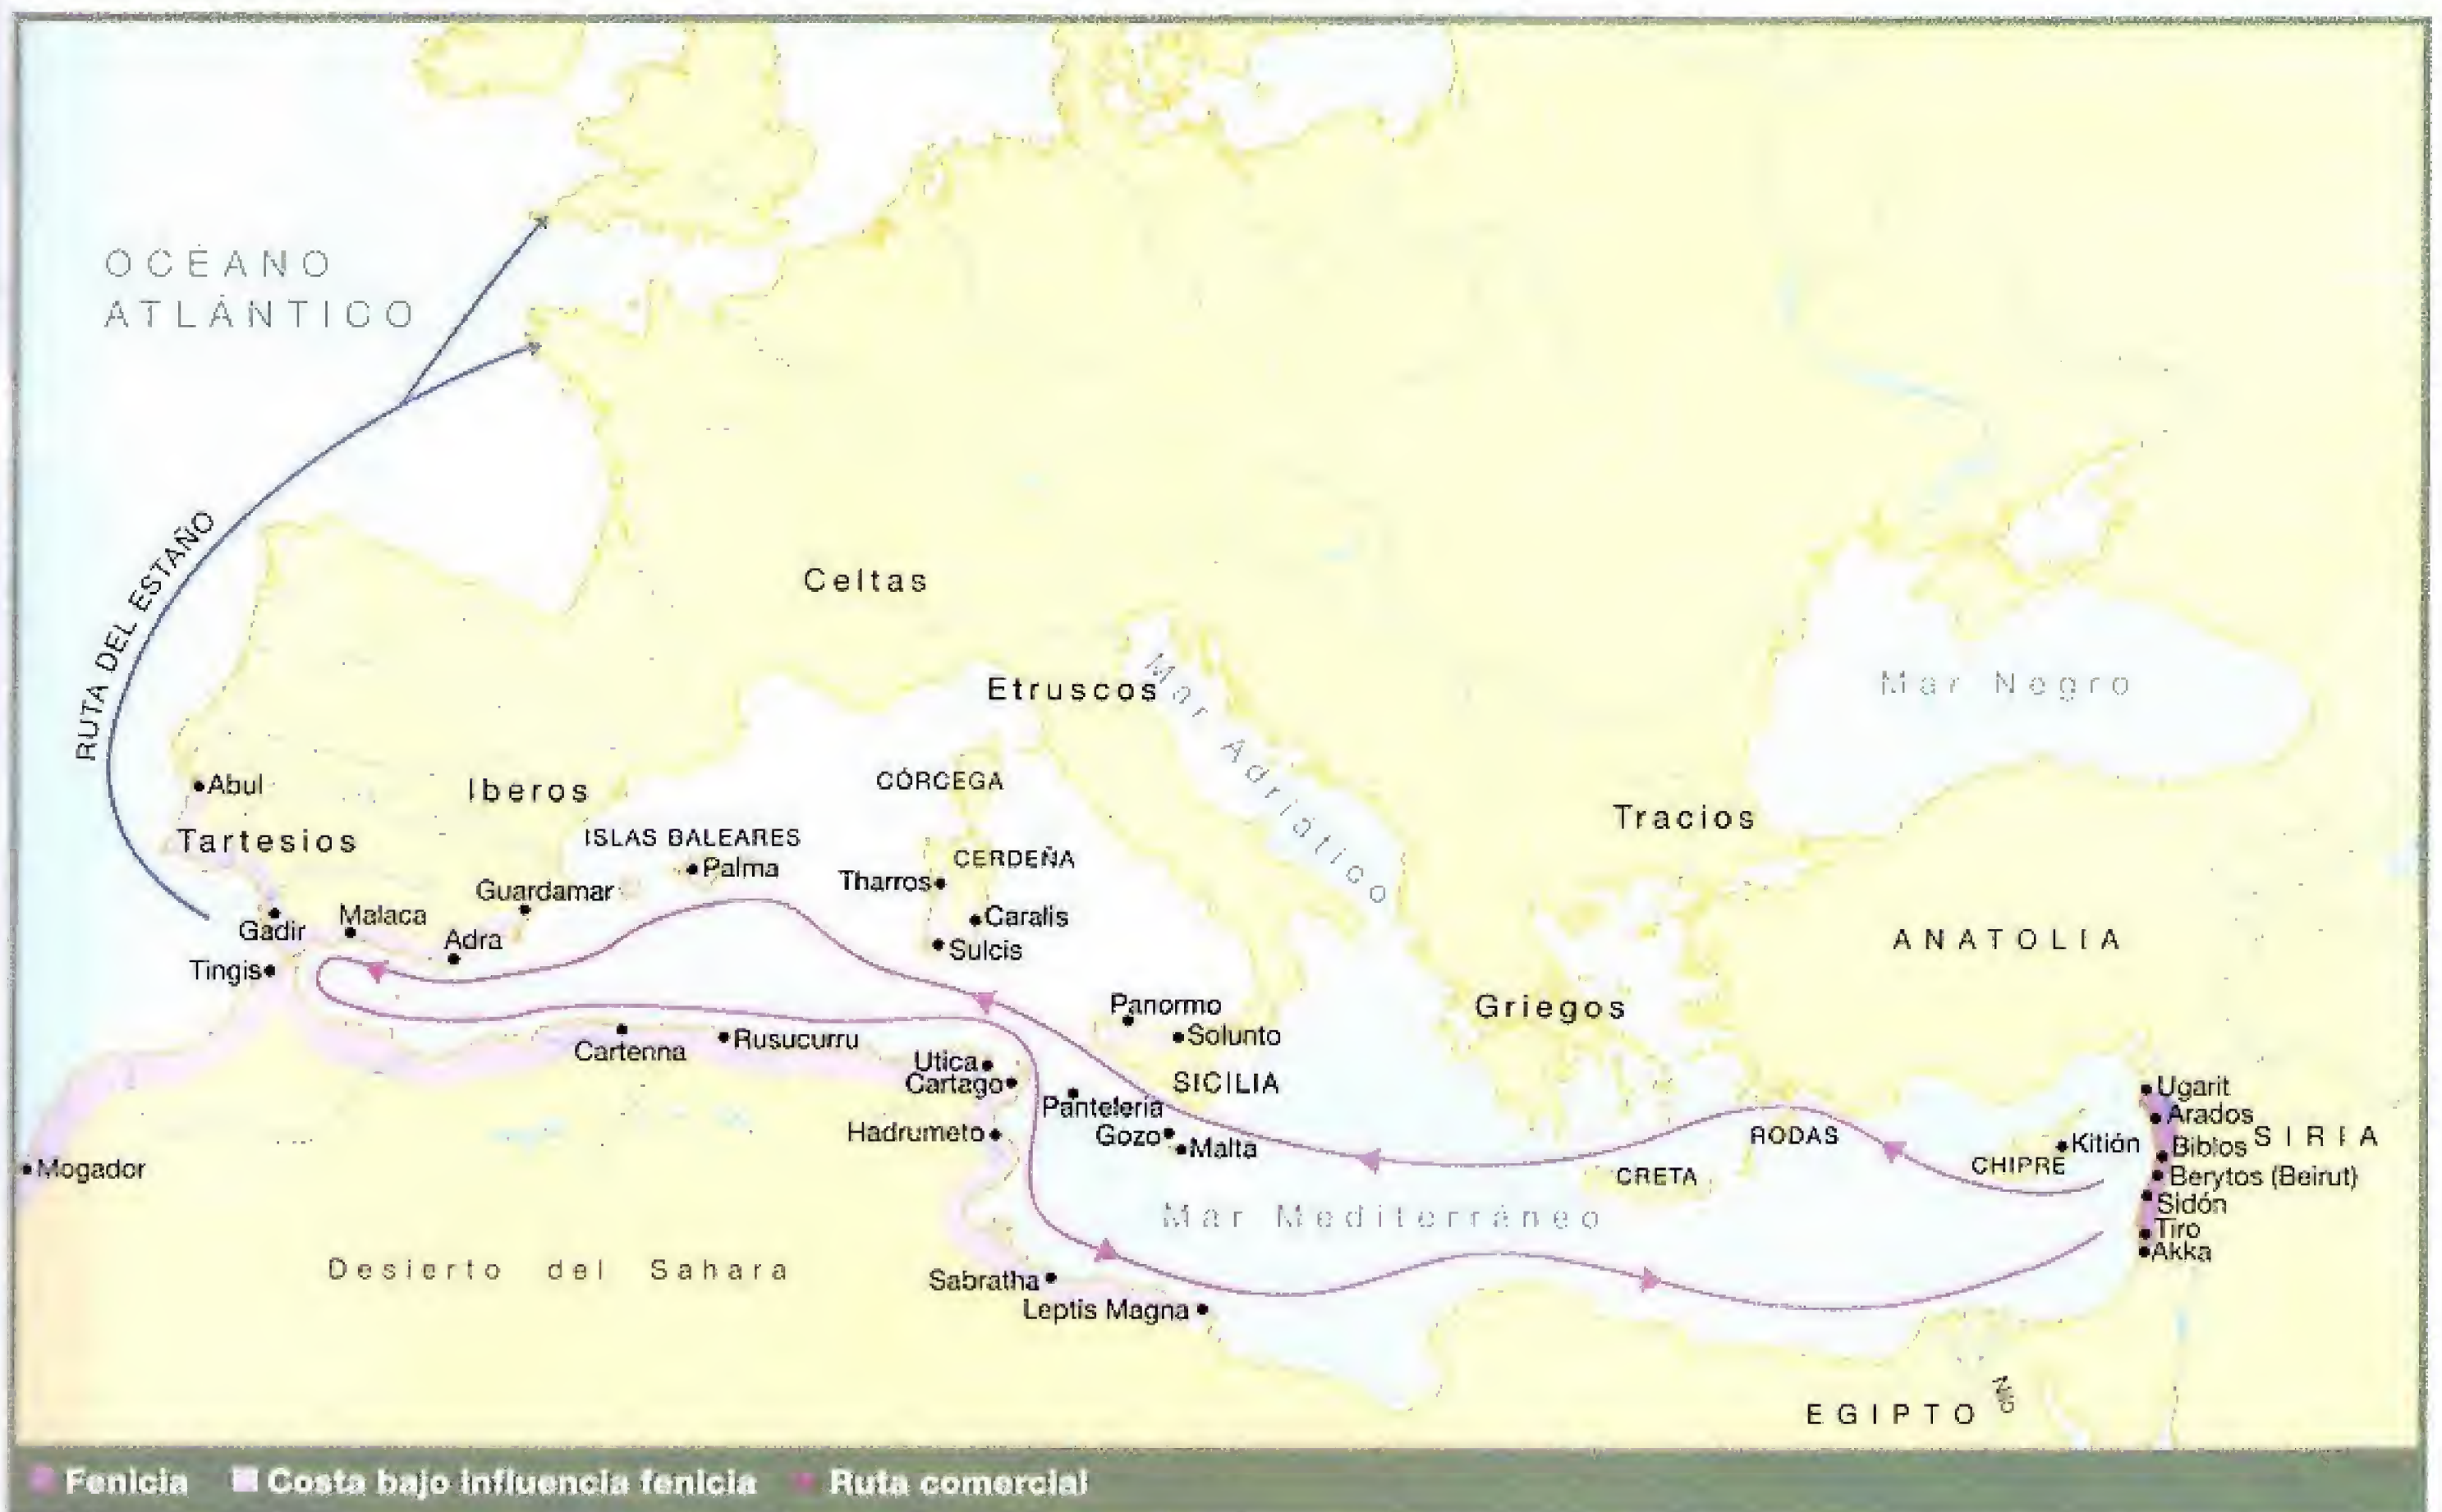 OCÉANO
ATLÁNTICO
RUTA DEL ESTAÑO
Celtas
Etruscos
Mar Adriático
Mar Negro
Abul
Iberos
CÓRCEGA
Tracios
Tartesios
ISLAS BALEARES
Palma
CERDEÑA
Tharros
Guardamar
Caralis
Malaca
Gadir
Adra
Sulcis
ANATOLIA
Tingis
Panormo
Griegos
Solunto
Cartenna
Rusucurru
Utica
Cartago
SICILIA
Pantelería
Ugarit
Arados
Hadrumeto
Gozo
Malta
RODAS
Kitión
Biblos
SIRIA
Mogador
CHIPRE
CRETA
Berytos (Beirut)
Sidón
Mar Mediterráneo
Tiro
Akka
Desierto del Sahara
Sabratha
Leptis Magna
EGIPTO
Nilo
Fenicia
Costa bajo influencia fenicia
Ruta comercial